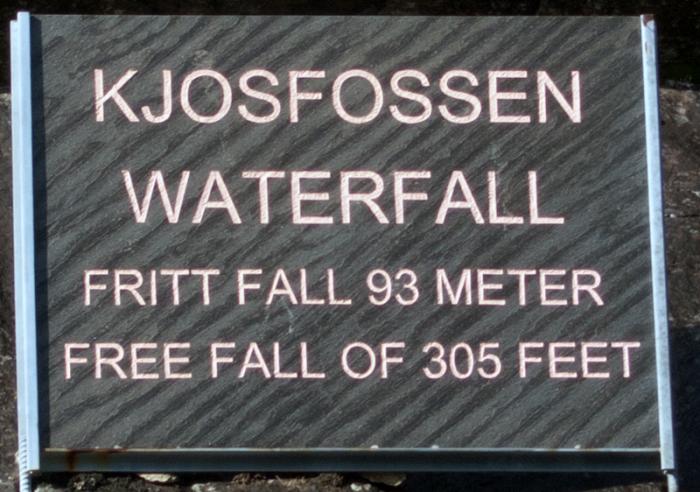 KJOSFOSSEN
WATERFALL
FRITT FALL 93 METER
FREE FALL OF 305 FEET